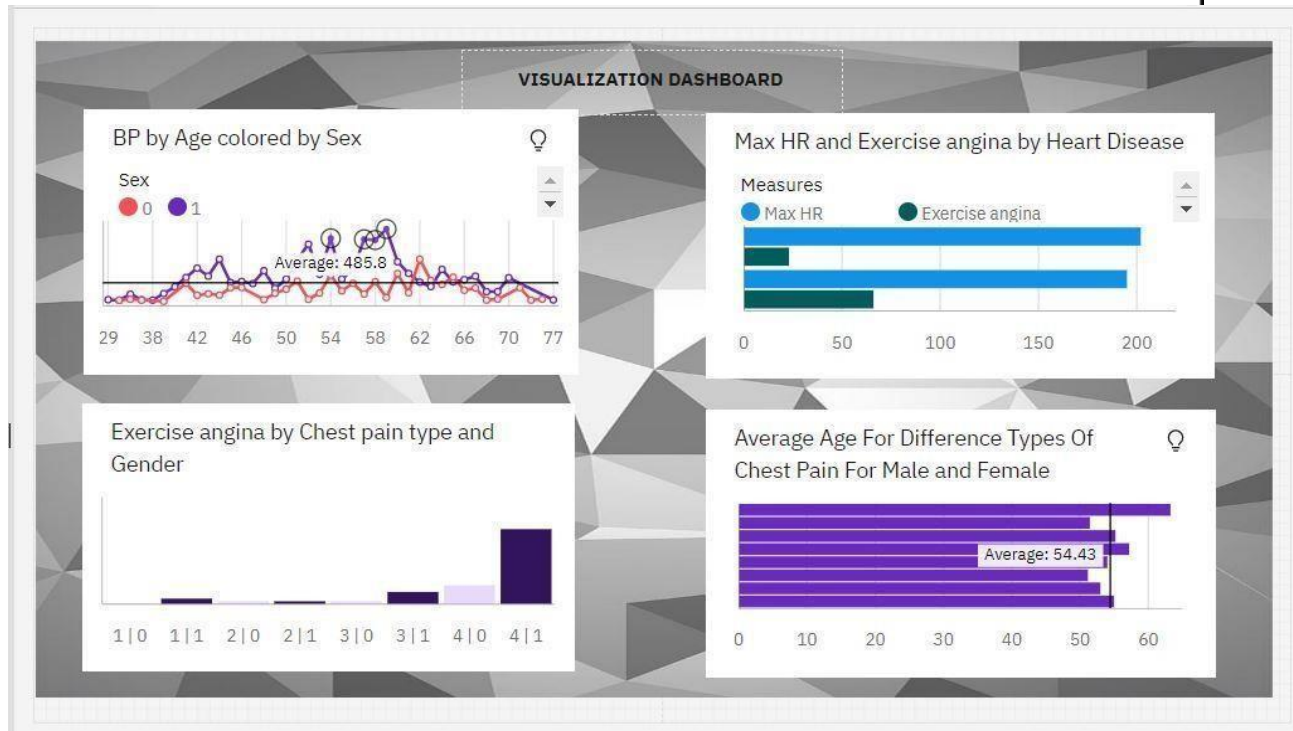 VISUALIZATION DASHBOARD
BP by Age colored by Sex
Sex
0 1
Average: 485.8
29 38 42 46 50 54 58 62 66 70 77
Max HR and Exercise angina by Heart Disease
Measures
Max HR Exercise angina
0 50 100 150 200
Exercise angina by Chest pain type and
Gender
1|0 1|1 2|0 2|1 3|0 3|1 4|0 4|1
Average Age For Difference Types Of
Chest Pain For Male and Female
Average: 54.43
0 10 20 30 40 50 60